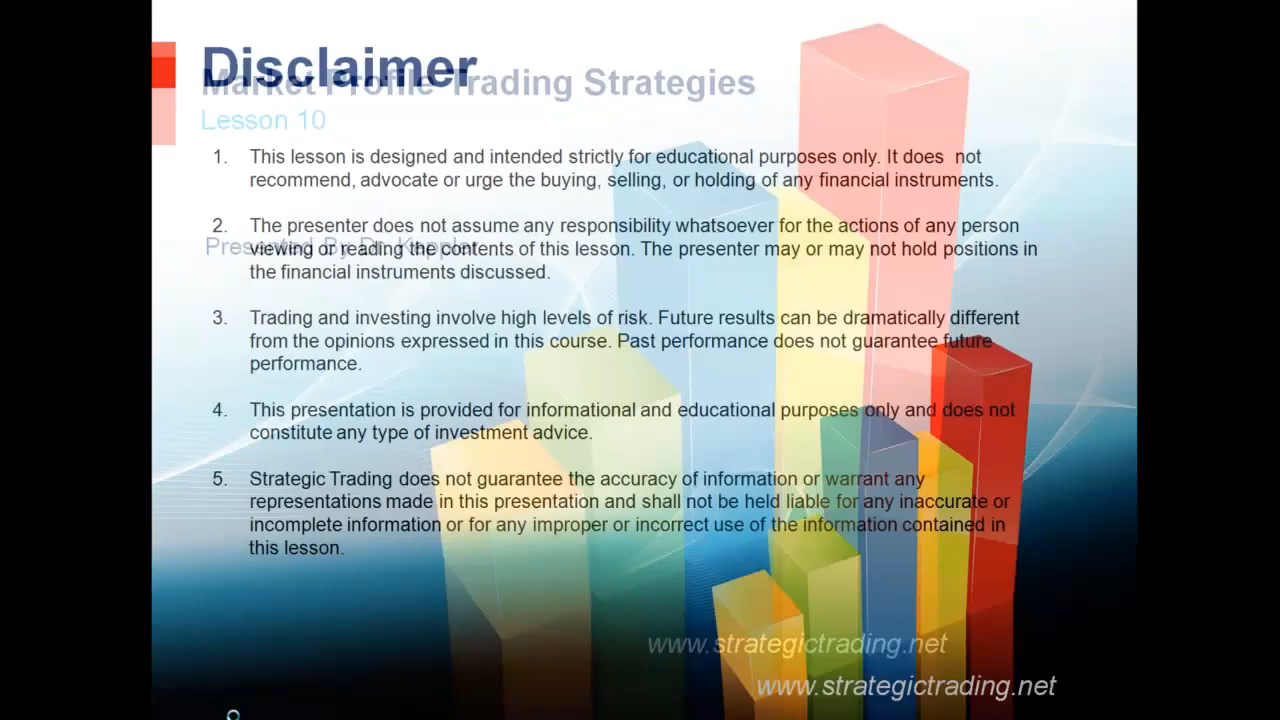 Disclaimer
Market Profile Trading Strategies
Lesson 10
1. This lesson is designed and intended strictly for educational purposes only. It does not
recommend, advocate or urge the buying, selling, or holding of any financial instruments.
2. The presenter does not assume any responsibility whatsoever for the actions of any person
Presented By Dr. Keppler
viewing or reading the contents of this lesson. The presenter may or may not hold positions in
the financial instruments discussed.
3. Trading and investing involve high levels of risk. Future results can be dramatically different
from the opinions expressed in this course. Past performance does not guarantee future
performance.
4. This presentation is provided for informational and educational purposes only and does not
constitute any type of investment advice.
5. Strategic Trading does not guarantee the accuracy of information or warrant any
representations made in this presentation and shall not be held liable for any inaccurate or
incomplete information or for any improper or incorrect use of the information contained in
this lesson.
www.strategictrading.net
www.strategictrading.net